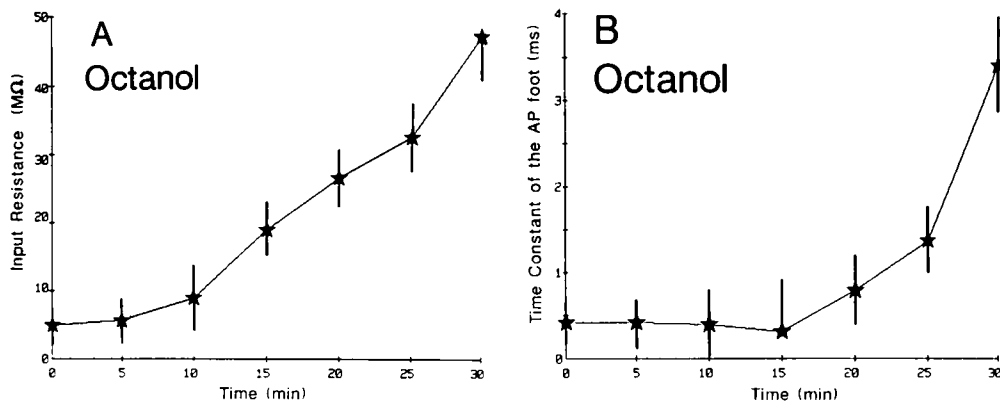 A
Octanol
Input Resistance (MΩ)
50
40
30
20
10
0
0 5 10 15 20 25 30
Time (min)
B
Octanol
Time Constant of the AP foot (ms)
4
3
2
1
0
0 5 10 15 20 25 30
Time (min)